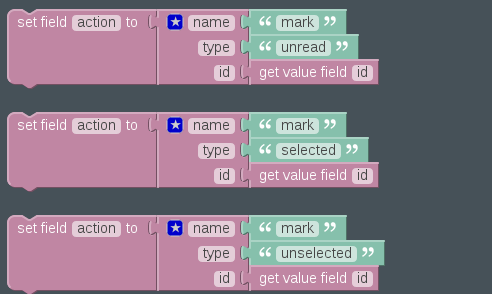 set field action to name “ mark ”
type “ unread ”
id get value field id
set field action to name “ mark ”
type “ selected ”
id get value field id
set field action to name “ mark ”
type “ unselected ”
id get value field id